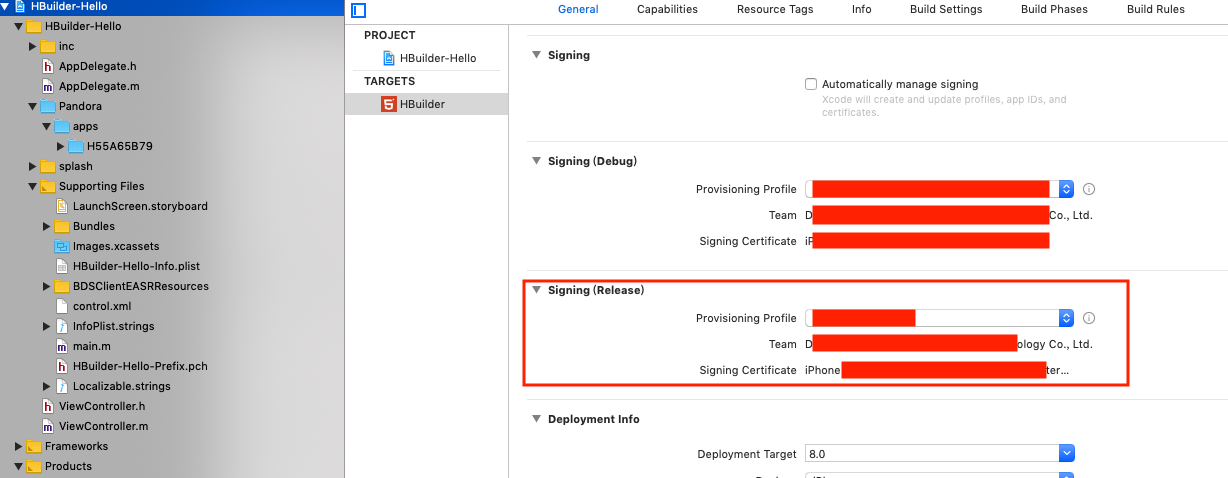 HBuilder-Hello
HBuilder-Hello
inc
AppDelegate.h
AppDelegate.m
Pandora
apps
H55A65B79
splash
Supporting Files
LaunchScreen.storyboard
Bundles
Images.xcassets
HBuilder-Hello-Info.plist
BDSClientEASRResources
control.xml
InfoPlist.strings
main.m
HBuilder-Hello-Prefix.pch
Localizable.strings
ViewController.h
ViewController.m
Frameworks
Products
General Capabilities Resource Tags Info Build Settings Build Phases Build Rules
PROJECT
HBuilder-Hello
TARGETS
HBuilder
Signing
Automatically manage signing
Xcode will create and update profiles, app IDs, and
certificates.
Signing (Debug)
Provisioning Profile
Team D Co., Ltd.
Signing Certificate iP
Signing (Release)
Provisioning Profile
Team D ology Co., Ltd.
Signing Certificate iPhone ter...
Deployment Info
Deployment Target 8.0